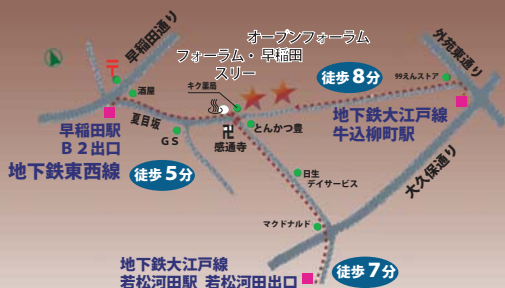 早稲田通り
オープンフォーラム
早稲田
フォーラム・
スリー
外苑東通り
〒
酒屋
キク薬局
徒歩8分
99えんストア
早稲田駅
B2出口
地下鉄東西線
夏目坂
GS
卍
感通寺
とんかつ豊
地下鉄大江戸線
牛込柳町駅
徒歩5分
日生
デイサービス
大久保通り
マクドナルド
地下鉄大江戸線
若松河田駅 若松河田出口
徒歩7分